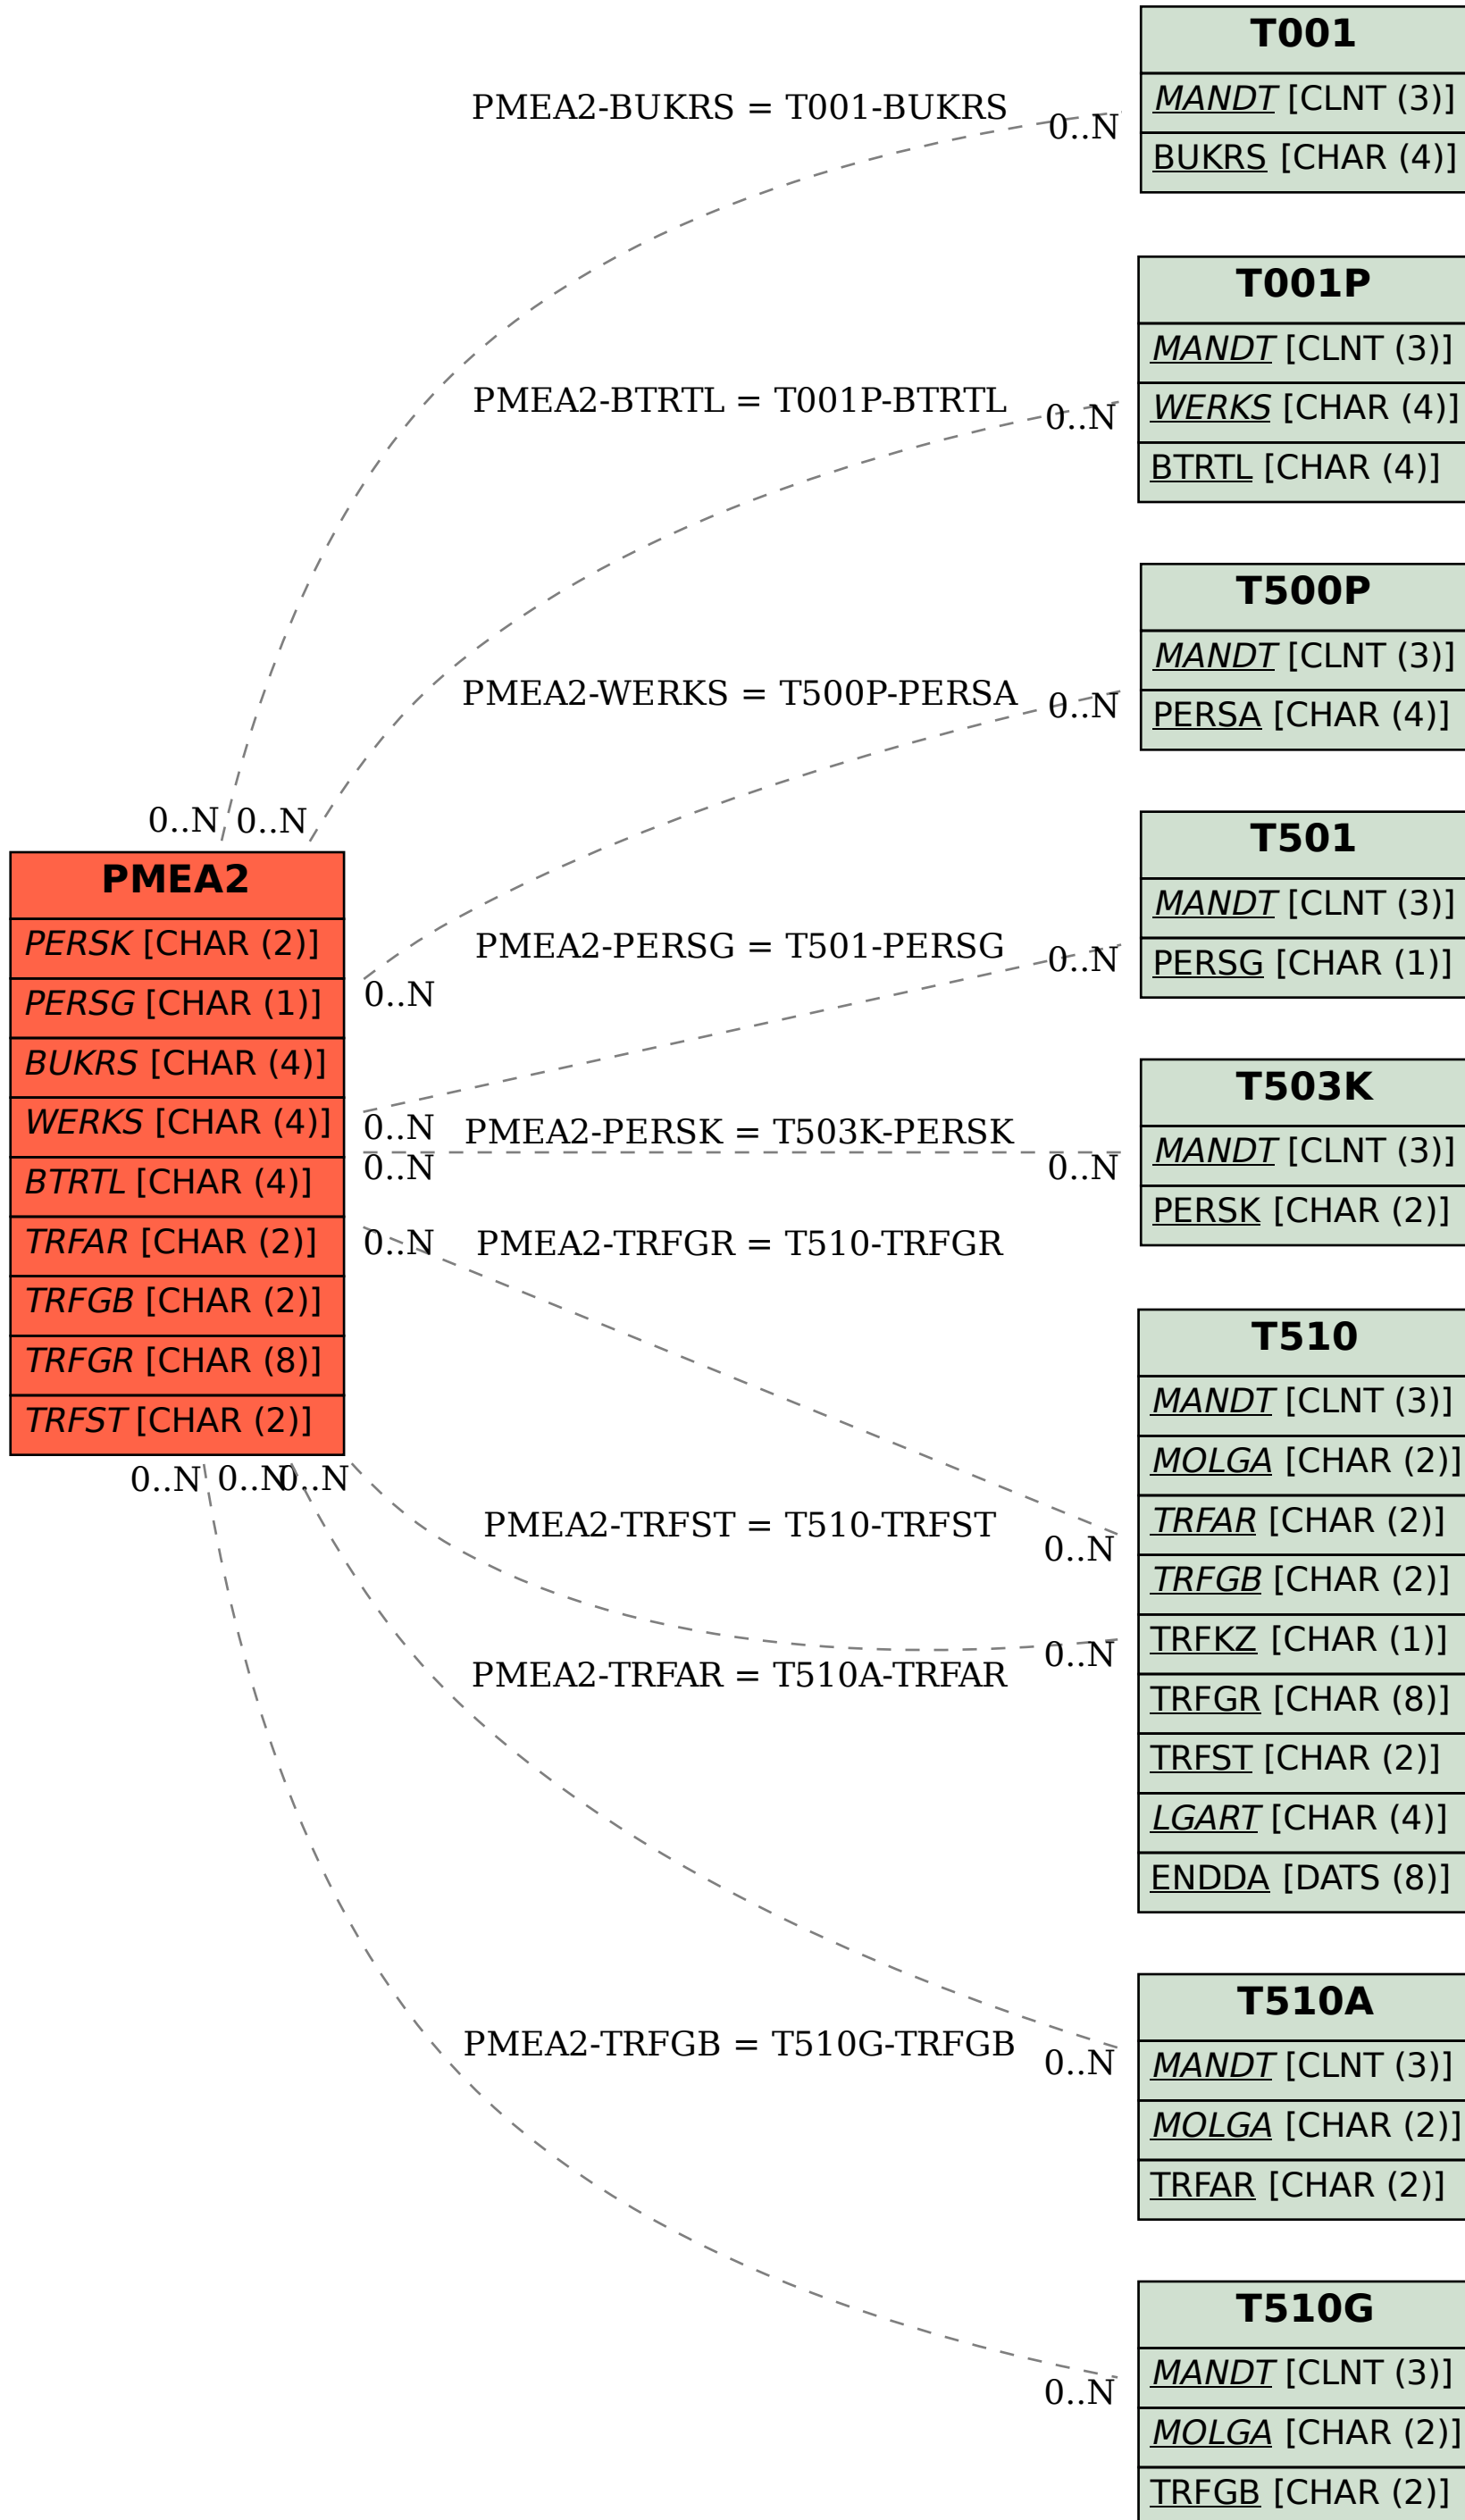 T001
MANDT [CLNT (3)]
BUKRS [CHAR (4)]
PMEA2-BUKRS = T001-BUKRS
0..N
T001P
MANDT [CLNT (3)]
WERKS [CHAR (4)]
BTRTL [CHAR (4)]
PMEA2-BTRTL = T001P-BTRTL
0..N
T500P
MANDT [CLNT (3)]
PERSA [CHAR (4)]
PMEA2-WERKS = T500P-PERSA
0..N
0..N
0..N
T501
MANDT [CLNT (3)]
PERSG [CHAR (1)]
PMEA2-PERSG = T501-PERSG
0..N
PMEA2
PERSK [CHAR (2)]
PERSG [CHAR (1)]
BUKRS [CHAR (4)]
WERKS [CHAR (4)]
BTRTL [CHAR (4)]
TRFAR [CHAR (2)]
TRFGB [CHAR (2)]
TRFGR [CHAR (8)]
TRFST [CHAR (2)]
0..N
0..N
0..N
0..N
PMEA2-PERSK = T503K-PERSK
0..N
T503K
MANDT [CLNT (3)]
PERSK [CHAR (2)]
PMEA2-TRFGR = T510-TRFGR
T510
MANDT [CLNT (3)]
MOLGA [CHAR (2)]
TRFAR [CHAR (2)]
TRFGB [CHAR (2)]
TRFKZ [CHAR (1)]
TRFGR [CHAR (8)]
TRFST [CHAR (2)]
LGART [CHAR (4)]
ENDDA [DATS (8)]
0..N
0..N
0..N
PMEA2-TRFST = T510-TRFST
0..N
0..N
PMEA2-TRFAR = T510A-TRFAR
T510A
MANDT [CLNT (3)]
MOLGA [CHAR (2)]
TRFAR [CHAR (2)]
PMEA2-TRFGB = T510G-TRFGB
0..N
T510G
MANDT [CLNT (3)]
MOLGA [CHAR (2)]
TRFGB [CHAR (2)]
0..N